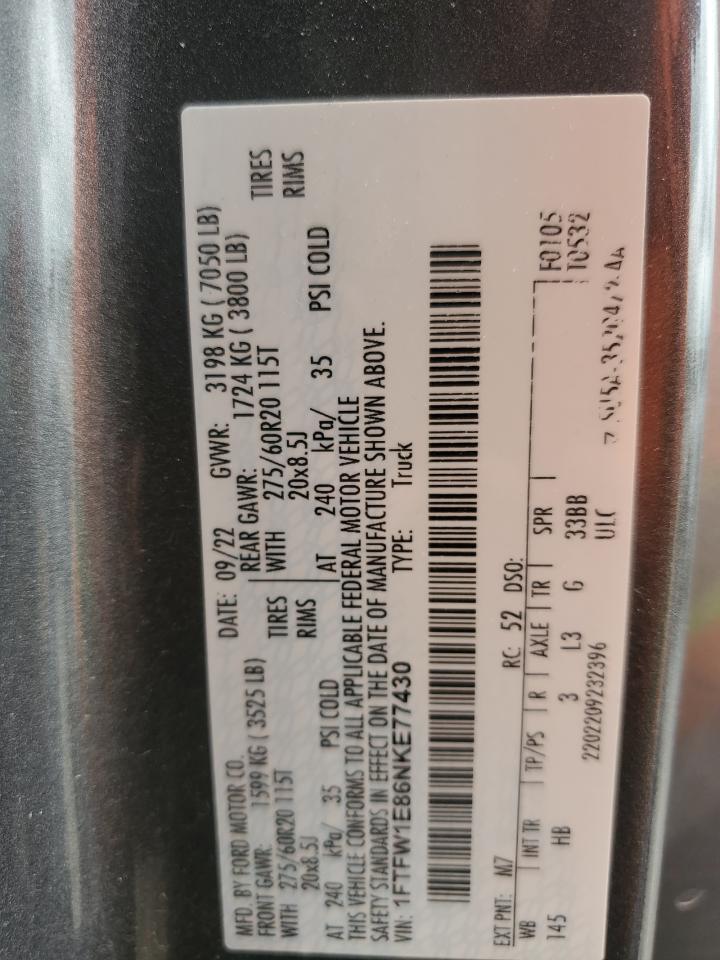 MFD. BY FORD MOTOR CO. DATE: 09/22 GVWR: 3198 KG ( 7050 LB)
FRONT GAWR: 1599 KG ( 3525 LB) REAR GAWR: 1724 KG ( 3800 LB)
WITH 275/60R20 115T TIRES WITH 275/60R20 115T TIRES
20x8.5J RIMS 20x8.5J RIMS
AT 240 kPa/ 35 PSI COLD AT 240 kPa/ 35 PSI COLD
THIS VEHICLE CONFORMS TO ALL APPLICABLE FEDERAL MOTOR VEHICLE
SAFETY STANDARDS IN EFFECT ON THE DATE OF MANUFACTURE SHOWN ABOVE.
VIN: 1FTFW1E86NKE77430 TYPE: Truck
EXT PNT: M7 RC: 52 DSO:
WB INT TR TP/PS R AXLE TR SPR F0105
145 HB 3 L3 G 33BB T0532
2202209232396 ULC